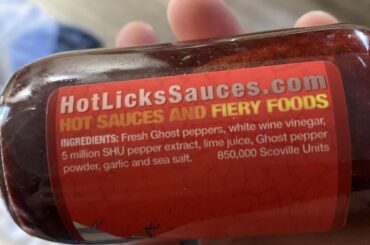 HotLicksSauces.com
HOT SAUCES AND FIERY FOODS
INGREDIENTS: Fresh Ghost peppers, white wine vinegar,
5 million SHU pepper extract, lime juice, Ghost pepper
powder, garlic and sea salt. 850,000 Scoville Units